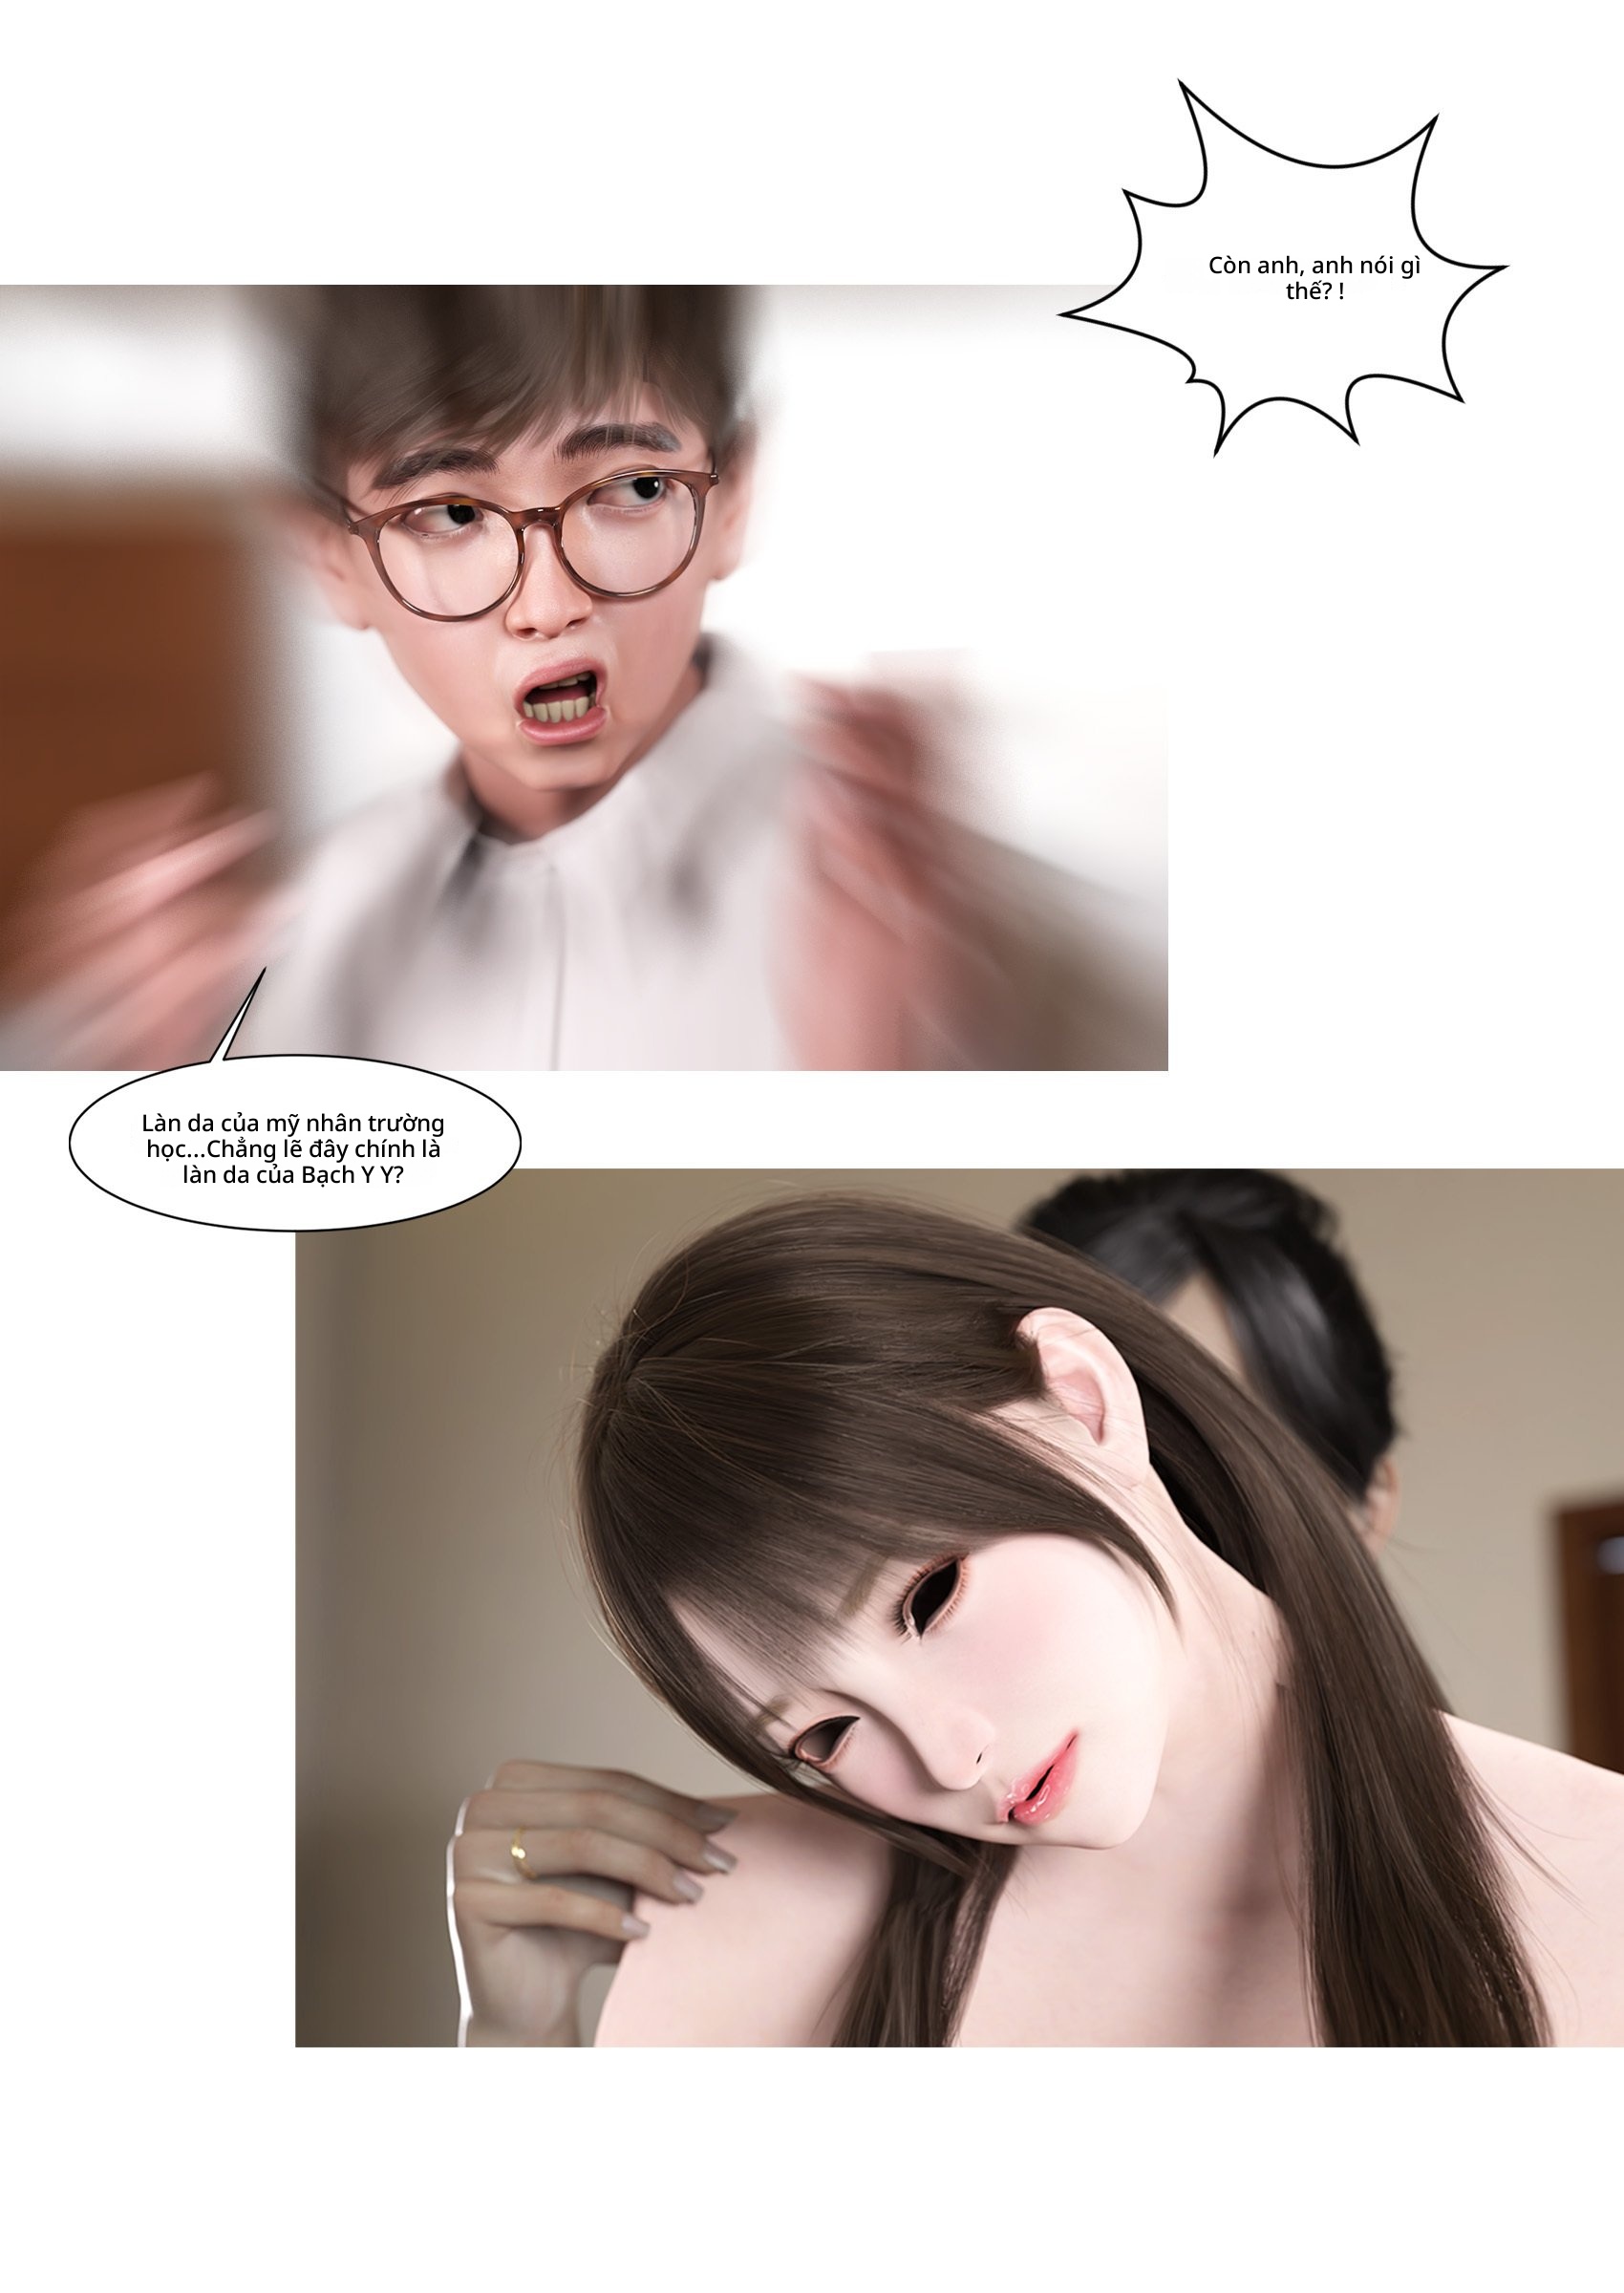 Còn anh, anh nói gì
thế? !
Làn da của mỹ nhân trường
học...Chẳng lẽ đây chính là
làn da của Bạch Y Y?